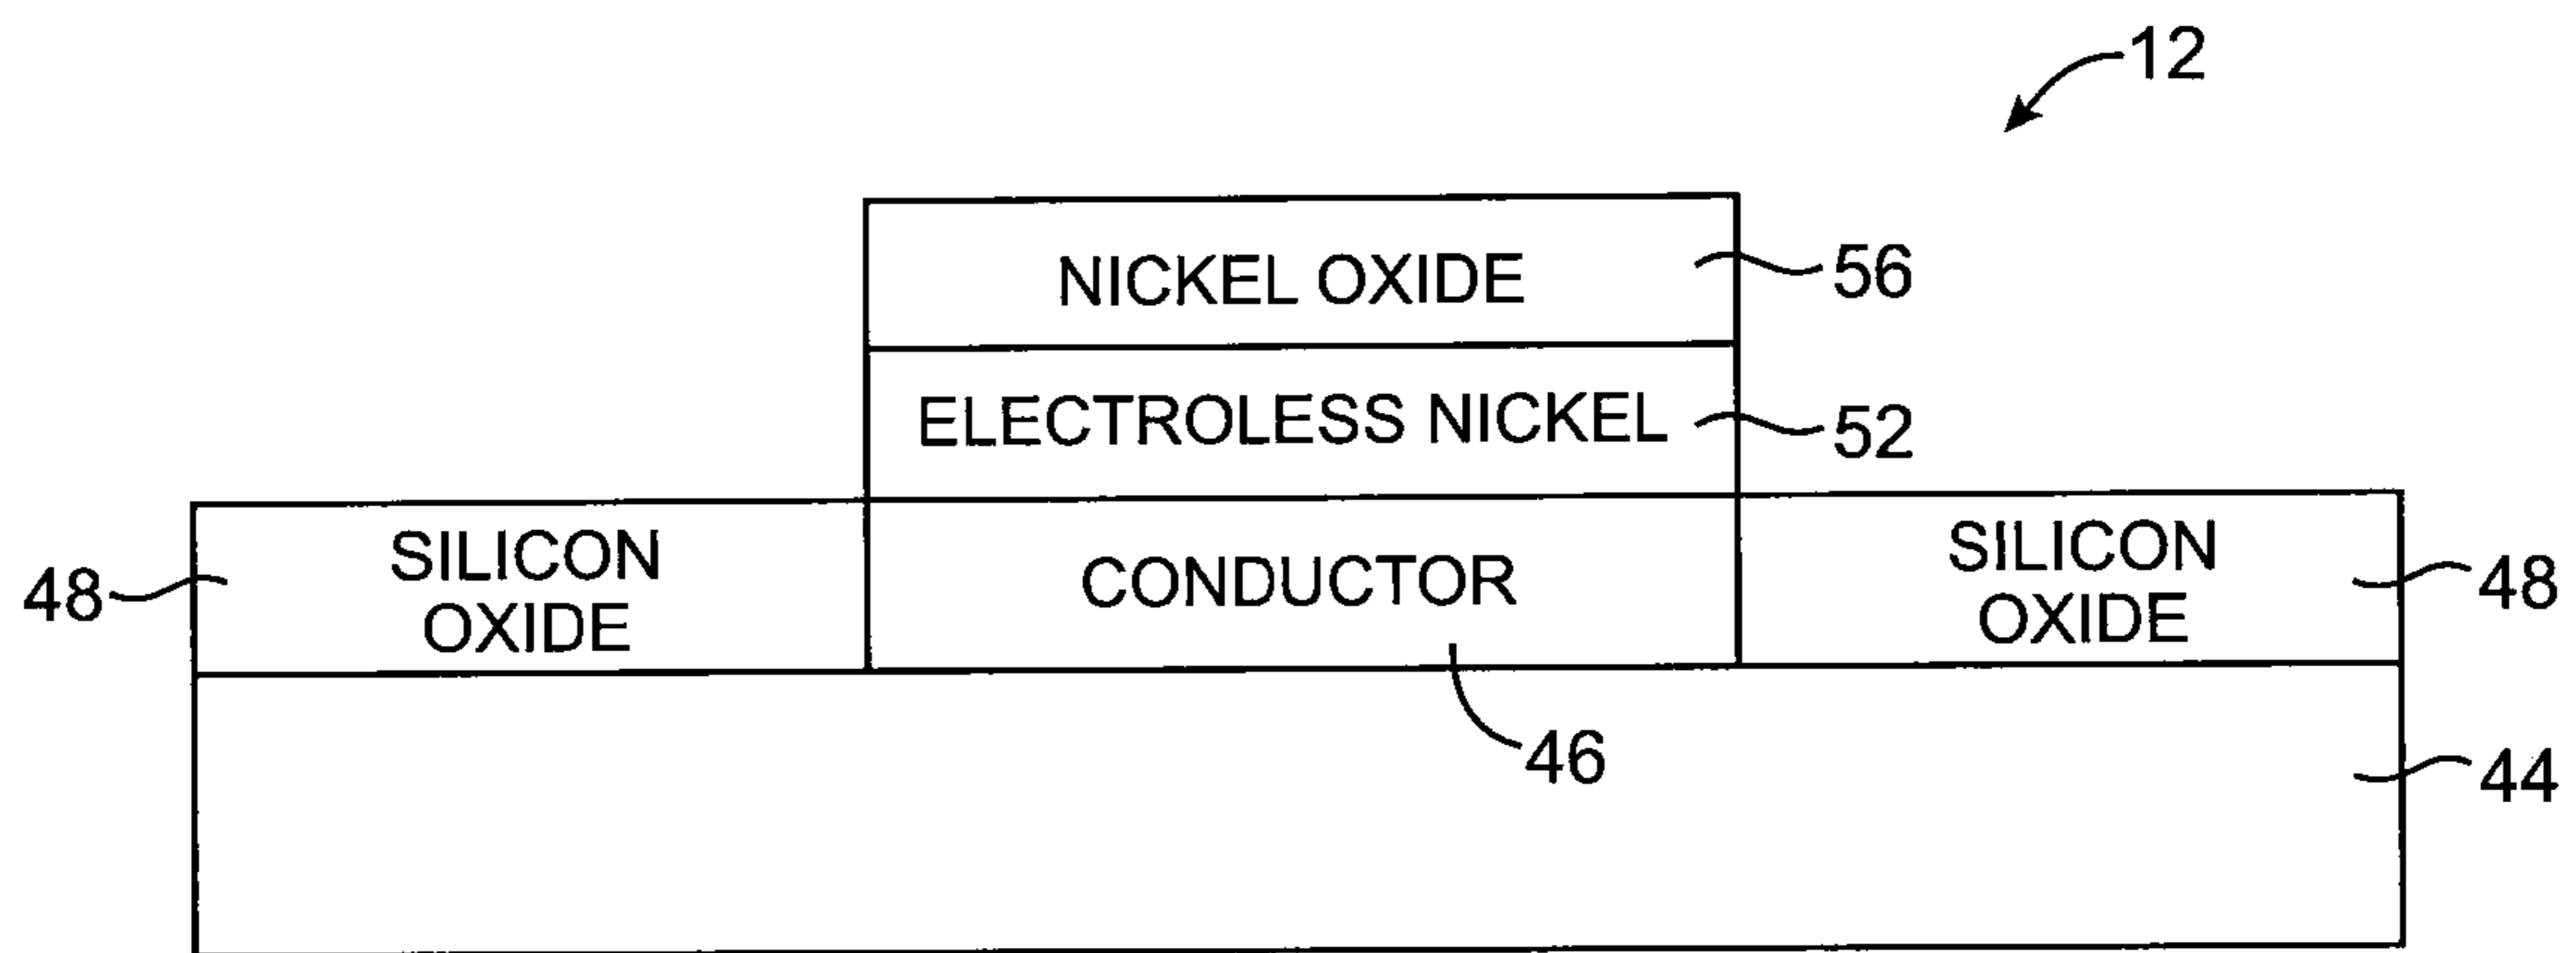 12
NICKEL OXIDE
56
ELECTROLESS NICKEL
52
48
SILICON
OXIDE
CONDUCTOR
SILICON
OXIDE
48
46
44